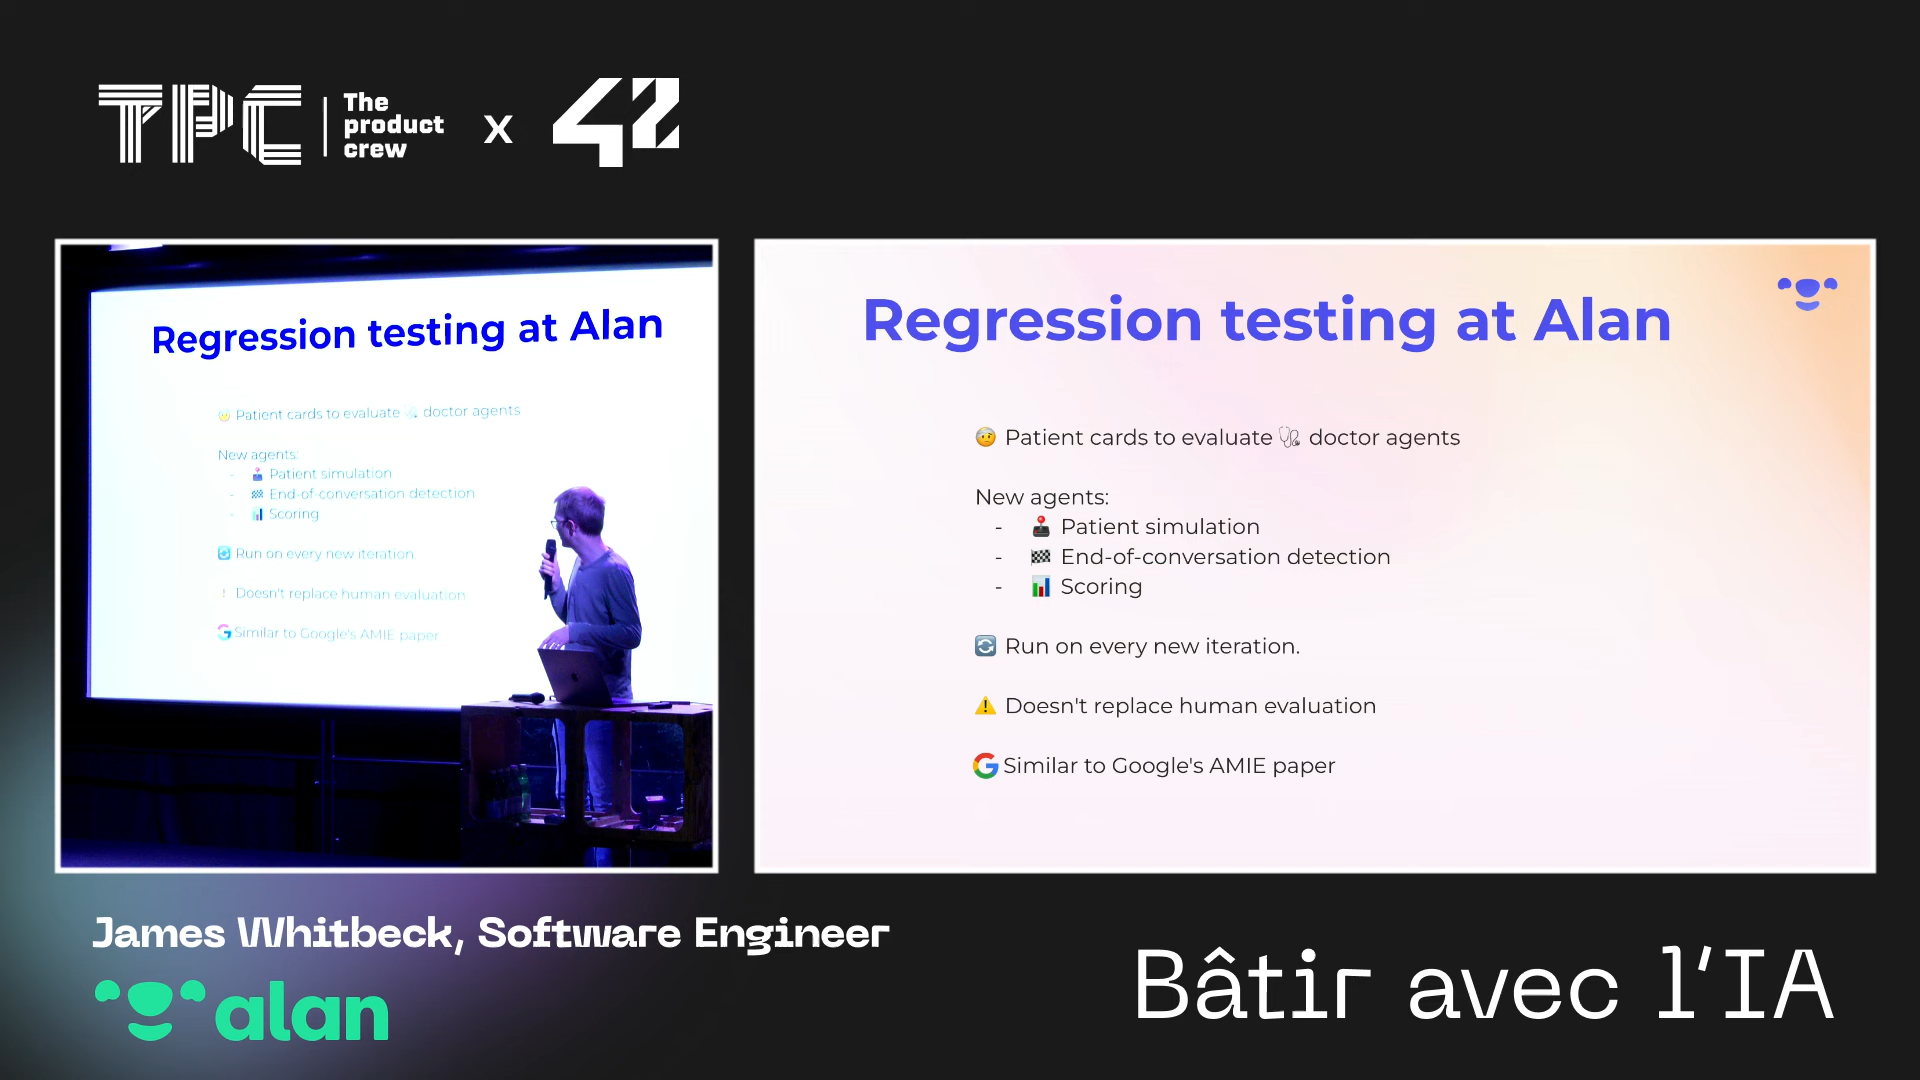 TPC
The
product
crew
x
42
Regression testing at Alan
🤕 Patient cards to evaluate 🩺 doctor agents
New agents:
- 🕹️ Patient simulation
- 🏁 End-of-conversation detection
- 📊 Scoring
🔄 Run on every new iteration.
! Doesn't replace human evaluation
G Similar to Google's AMIE paper
Regression testing at Alan
🤕 Patient cards to evaluate 🩺 doctor agents
New agents:
- 🕹️ Patient simulation
- 🏁 End-of-conversation detection
- 📊 Scoring
🔄 Run on every new iteration.
⚠️ Doesn't replace human evaluation
G Similar to Google's AMIE paper
James Whitbeck, Software Engineer
alan
Bâtir avec l'IA